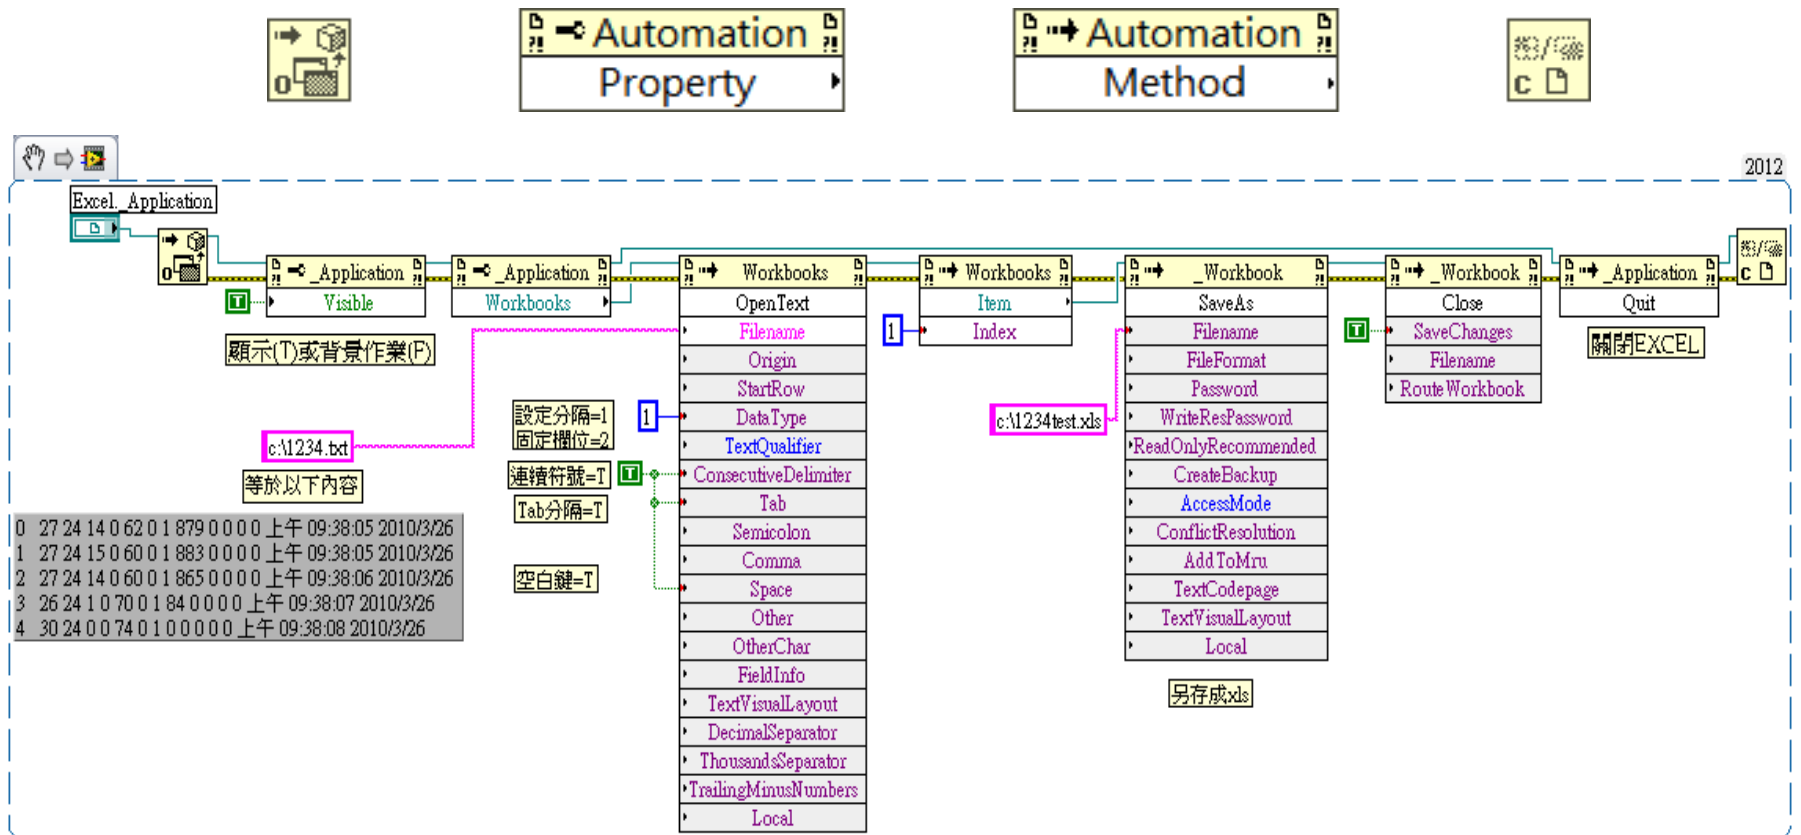 Automation
Property
Automation
Method
C
2012
Excel._Application
_Application
Visible
顯示(T)或背景作業(F)
_Application
Workbooks
Workbooks
OpenText
Filename
Origin
StartRow
DataType
TextQualifier
ConsecutiveDelimiter
Tab
Semicolon
Comma
Space
Other
OtherChar
FieldInfo
TextVisualLayout
DecimalSeparator
ThousandsSeparator
TrailingMinusNumbers
Local
c:\1234.txt
等於以下內容
0 27 24 14 0 62 0 1 879 0 0 0 0 上午 09:38:05 2010/3/26
1 27 24 15 0 60 0 1 883 0 0 0 0 上午 09:38:05 2010/3/26
2 27 24 14 0 60 0 1 865 0 0 0 0 上午 09:38:06 2010/3/26
3 26 24 1 0 70 0 1 84 0 0 0 0 上午 09:38:07 2010/3/26
4 30 24 0 0 74 0 1 0 0 0 0 0 上午 09:38:08 2010/3/26
設定分隔=1
固定欄位=2
1
連續符號=T
T
Tab分隔=T
空白鍵=T
Workbooks
Item
Index
1
_Workbook
SaveAs
Filename
FileFormat
Password
WriteResPassword
ReadOnlyRecommended
CreateBackup
AccessMode
ConflictResolution
AddToMru
TextCodepage
TextVisualLayout
Local
c:\1234test.xls
另存成xls
_Workbook
Close
SaveChanges
Filename
RouteWorkbook
T
_Application
Quit
關閉EXCEL
C